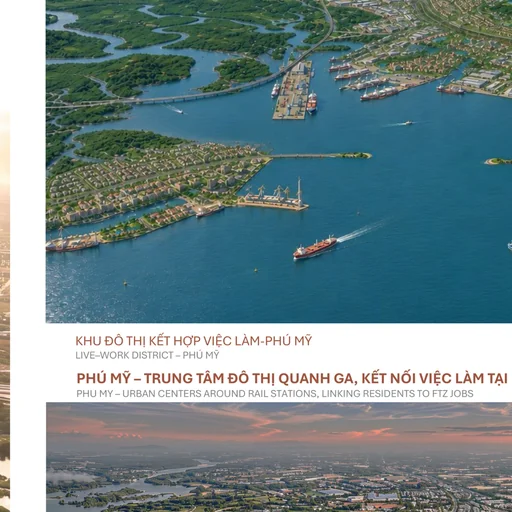 KHU ĐÔ THỊ KẾT HỢP VIỆC LÀM-PHÚ MỸ
LIVE–WORK DISTRICT – PHÚ MỸ
PHÚ MỸ – TRUNG TÂM ĐÔ THỊ QUANH GA, KẾT NỐI VIỆC LÀM TẠI
PHU MY – URBAN CENTERS AROUND RAIL STATIONS, LINKING RESIDENTS TO FTZ JOBS